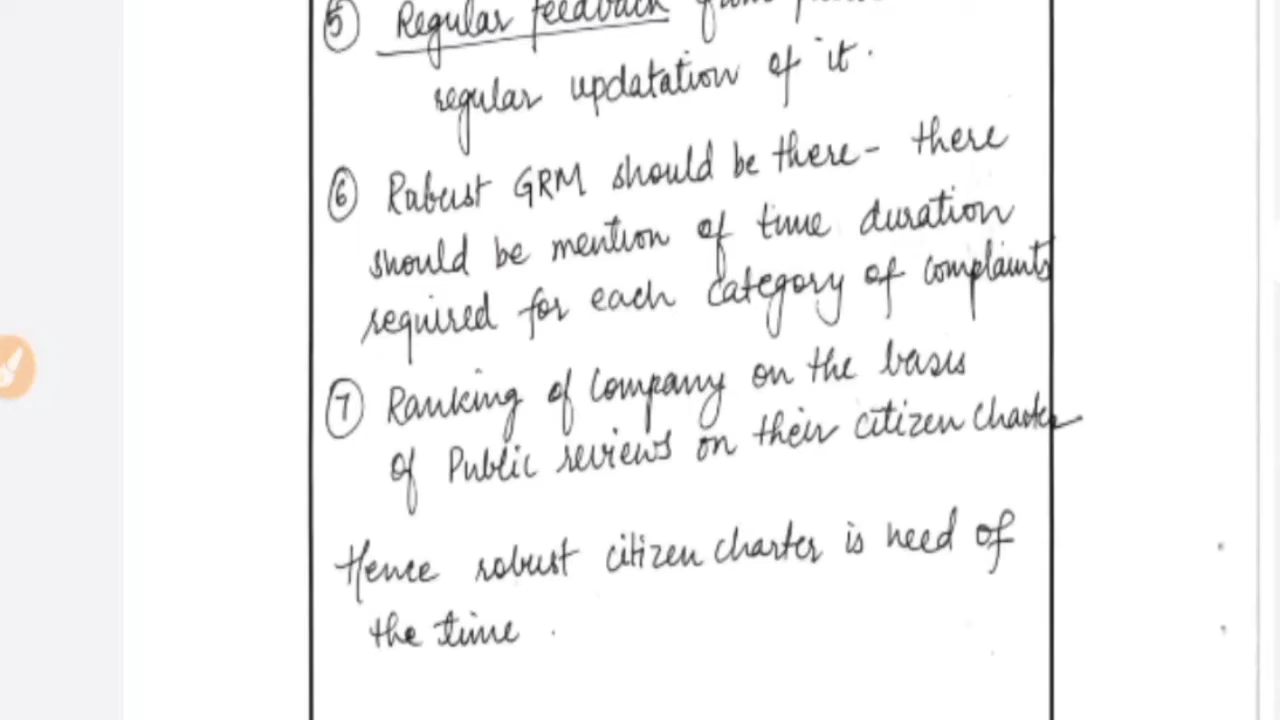 ⑤ Regular feedback
regular updatation of it.
⑥ Robust GRM should be there - there
should be mention of time duration
required for each category of complaints
⑦ Ranking of Company on the basis
of Public reviews on their citizen charter
Hence robust citizen charter is need of
the time.